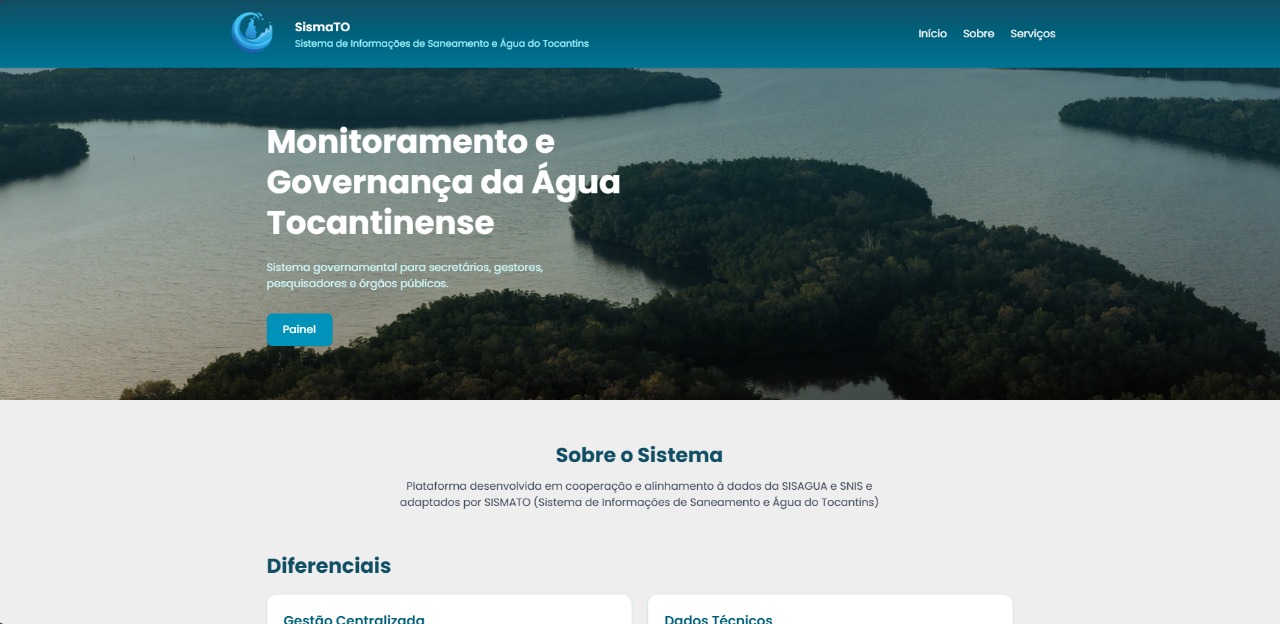 SismaTO
Sistema de Informações de Saneamento e Água do Tocantins
Início Sobre Serviços
Monitoramento e
Governança da Água
Tocantinense
Sistema governamental para secretários, gestores,
pesquisadores e órgãos públicos.
Painel
Sobre o Sistema
Plataforma desenvolvida em cooperação e alinhamento à dados da SISAGUA e SNIS e
adaptados por SISMATO (Sistema de Informações de Saneamento e Água do Tocantins)
Diferenciais
Gestão Centralizada
Dados Técnicos